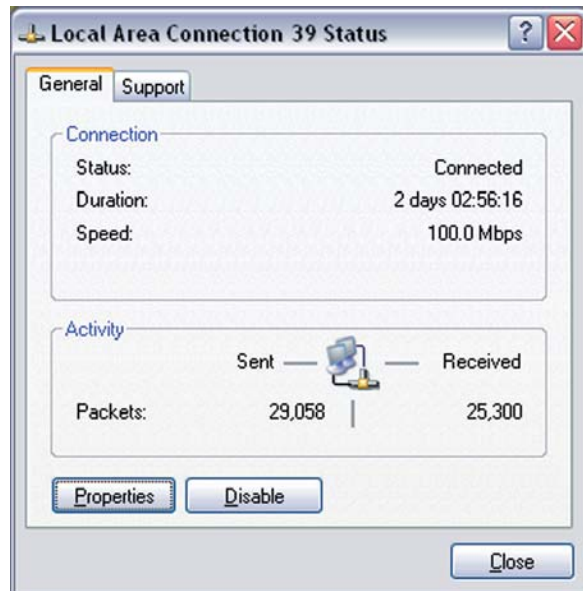 Local Area Connection 39 Status
General Support
Connection
Status: Connected
Duration: 2 days 02:56:16
Speed: 100.0 Mbps
Activity
Sent Received
Packets: 29,058 25,300
Properties Disable
Close